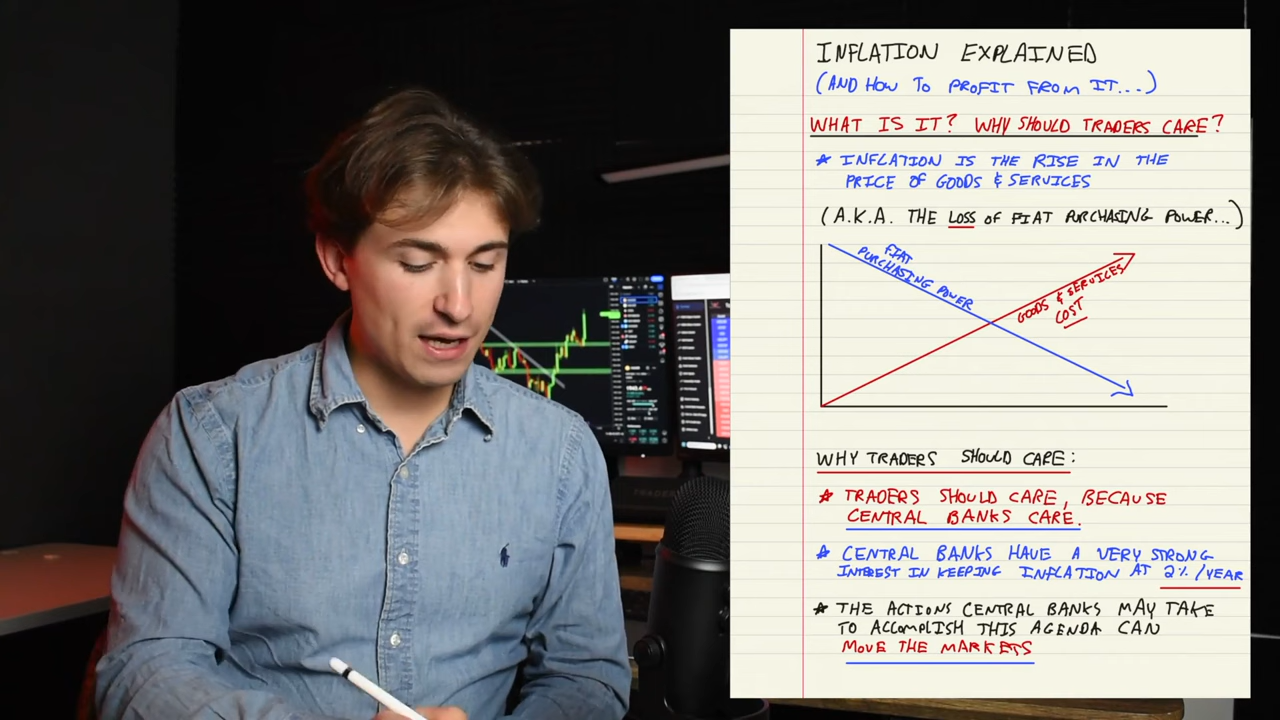 INFLATION EXPLAINED
(AND HOW TO PROFIT FROM IT...)
WHAT IS IT? WHY SHOULD TRADERS CARE?
* INFLATION IS THE RISE IN THE
PRICE OF GOODS & SERVICES
(A.K.A. THE LOSS OF FIAT PURCHASING POWER...)
FIAT
PURCHASING POWER
GOODS & SERVICES
COST
WHY TRADERS SHOULD CARE:
* TRADERS SHOULD CARE, BECAUSE
CENTRAL BANKS CARE.
* CENTRAL BANKS HAVE A VERY STRONG
INTEREST IN KEEPING INFLATION AT 2%/YEAR
* THE ACTIONS CENTRAL BANKS MAY TAKE
TO ACCOMPLISH THIS AGENDA CAN
MOVE THE MARKETS